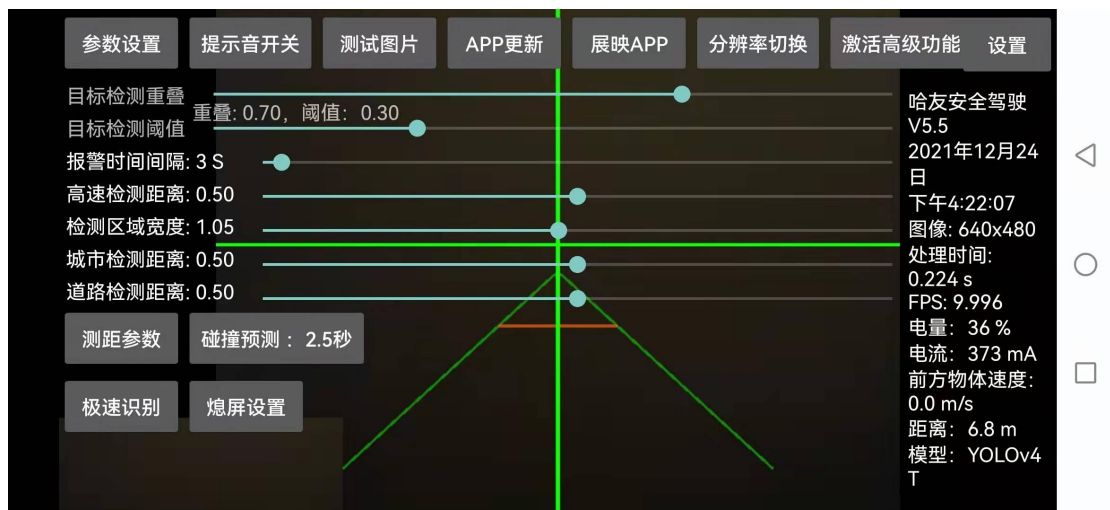 参数设置
提示音开关
测试图片
APP更新
展映APP
分辨率切换
激活高级功能
设置
目标检测重叠
重叠: 0.70，阈值：0.30
目标检测阈值
报警时间间隔: 3 S
高速检测距离: 0.50
检测区域宽度: 1.05
城市检测距离: 0.50
道路检测距离: 0.50
测距参数
碰撞预测 ：2.5秒
极速识别
熄屏设置
哈友安全驾驶
V5.5
2021年12月24
日
下午4:22:07
图像: 640x480
处理时间:
0.224 s
FPS: 9.996
电量：36 %
电流：373 mA
前方物体速度：
0.0 m/s
距离：6.8 m
模型：YOLOv4
T